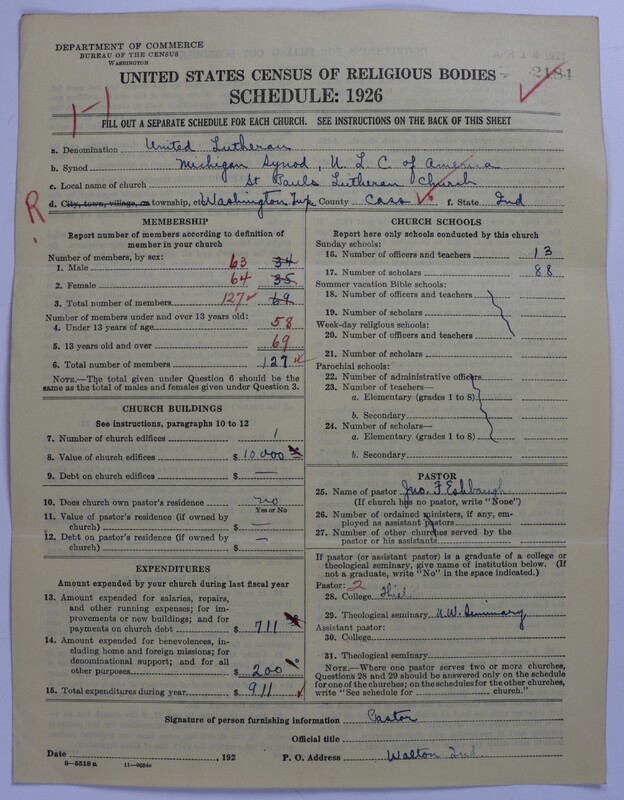 DEPARTMENT OF COMMERCE
BUREAU OF THE CENSUS
WASHINGTON
2184
UNITED STATES CENSUS OF RELIGIOUS BODIES
SCHEDULE: 1926
1-1
FILL OUT A SEPARATE SCHEDULE FOR EACH CHURCH. SEE INSTRUCTIONS ON THE BACK OF THIS SHEET
a. Denomination United Lutheran
b. Synod Michigan Synod, U. L. C. of America
c. Local name of church St Pauls Lutheran Church
R d. City, town, village, or township, etc Washington Twp County Cass f. State Ind
MEMBERSHIP
Report number of members according to definition of
member in your church
Number of members, by sex:
1. Male 63 34
2. Female 64 35
3. Total number of members 127 69
Number of members under and over 13 years old:
4. Under 13 years of age 58
5. 13 years old and over 69
6. Total number of members 127
NOTE.—The total given under Question 6 should be the
same as the total of males and females given under Question 3.
CHURCH BUILDINGS
See instructions, paragraphs 10 to 12
7. Number of church edifices 1
8. Value of church edifices $ 10,000
9. Debt on church edifices $ —
10. Does church own pastor's residence no
Yes or No
11. Value of pastor's residence (if owned by
church) $ —
12. Debt on pastor's residence (if owned by
church) $ —
EXPENDITURES
Amount expended by your church during last fiscal year
13. Amount expended for salaries, repairs,
and other running expenses; for im-
provements or new buildings; and for
payments on church debt $ 711
14. Amount expended for benevolences, in-
cluding home and foreign missions; for
denominational support; and for all
other purposes $ 200
15. Total expenditures during year $ 911
CHURCH SCHOOLS
Report here only schools conducted by this church
Sunday schools:
16. Number of officers and teachers 13
17. Number of scholars 88
Summer vacation Bible schools:
18. Number of officers and teachers
19. Number of scholars
Week-day religious schools:
20. Number of officers and teachers
21. Number of scholars
Parochial schools:
22. Number of administrative officers
23. Number of teachers—
a. Elementary (grades 1 to 8)
b. Secondary
24. Number of scholars—
a. Elementary (grades 1 to 8)
b. Secondary
PASTOR
25. Name of pastor Jno. F. Eshbaugh
(If church has no pastor, write "None")
26. Number of ordained ministers, if any, em-
ployed as assistant pastors
27. Number of other churches served by the
pastor or his assistants
If pastor (or assistant pastor) is a graduate of a college or
theological seminary, give name of institution below. (If
not a graduate, write "No" in the space indicated.)
Pastor: 2
28. College Thiel
29. Theological seminary N.W. Seminary
Assistant pastor:
30. College
31. Theological seminary
NOTE.—Where one pastor serves two or more churches,
Questions 28 and 29 should be answered only on the schedule
for one of the churches; on the schedules for the other churches,
write "See schedule for church."
Signature of person furnishing information Pastor
Official title
Date , 192 P. O. Address Walton Ind.
8—5518 a 11—9684a